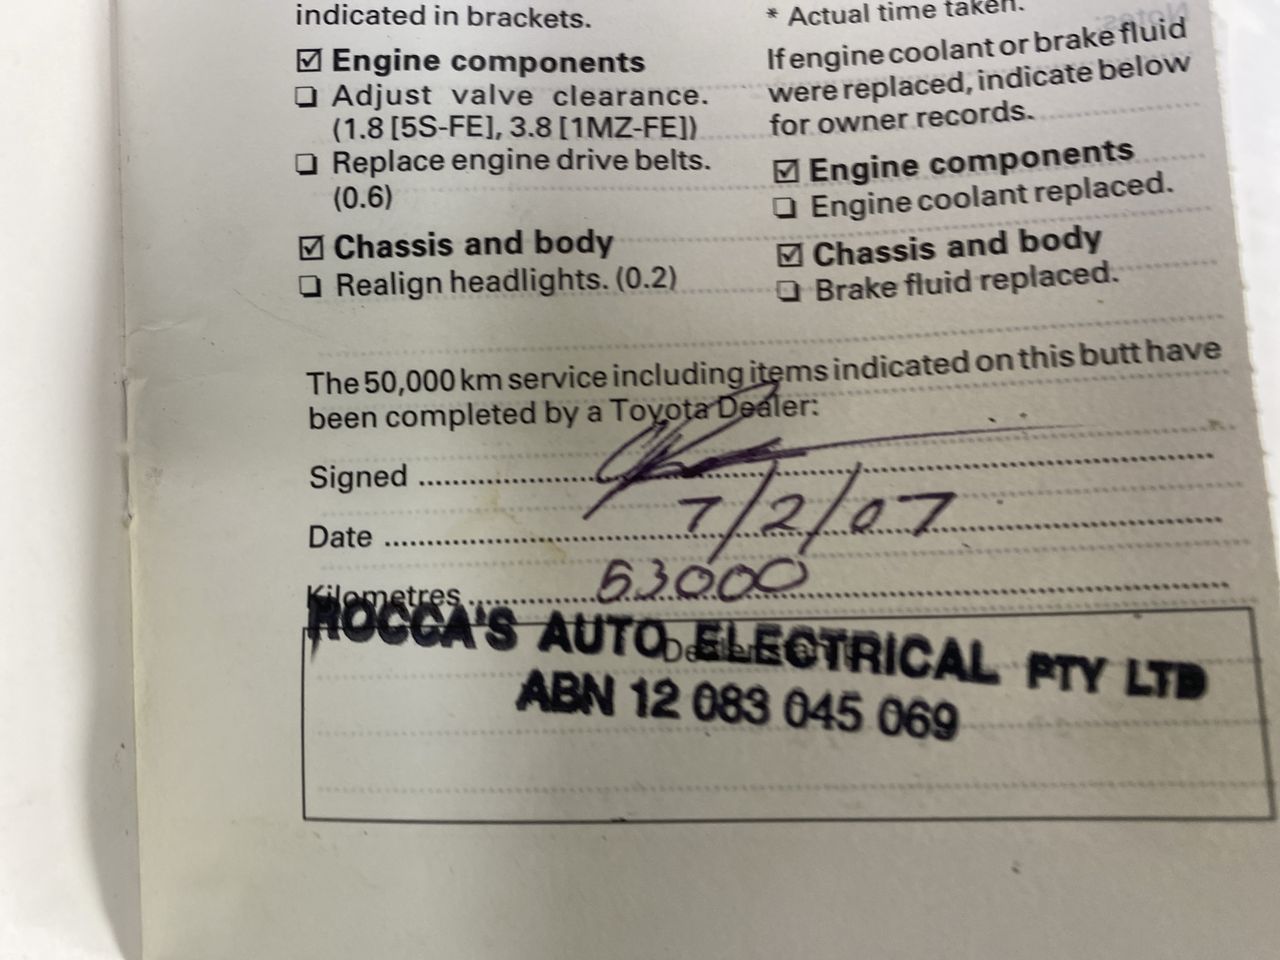 indicated in brackets.
☑ Engine components
❏ Adjust valve clearance.
(1.8 [5S-FE], 3.8 [1MZ-FE])
❏ Replace engine drive belts.
(0.6)
☑ Chassis and body
❏ Realign headlights. (0.2)
* Actual time taken.
If engine coolant or brake fluid
were replaced, indicate below
for owner records.
☑ Engine components
❏ Engine coolant replaced.
☑ Chassis and body
❏ Brake fluid replaced.
The 50,000 km service including items indicated on this butt have
been completed by a Toyota Dealer:
Signed
Date 7/2/07
Kilometres 53000
ROCCA'S AUTO ELECTRICAL PTY LTD
ABN 12 083 045 069